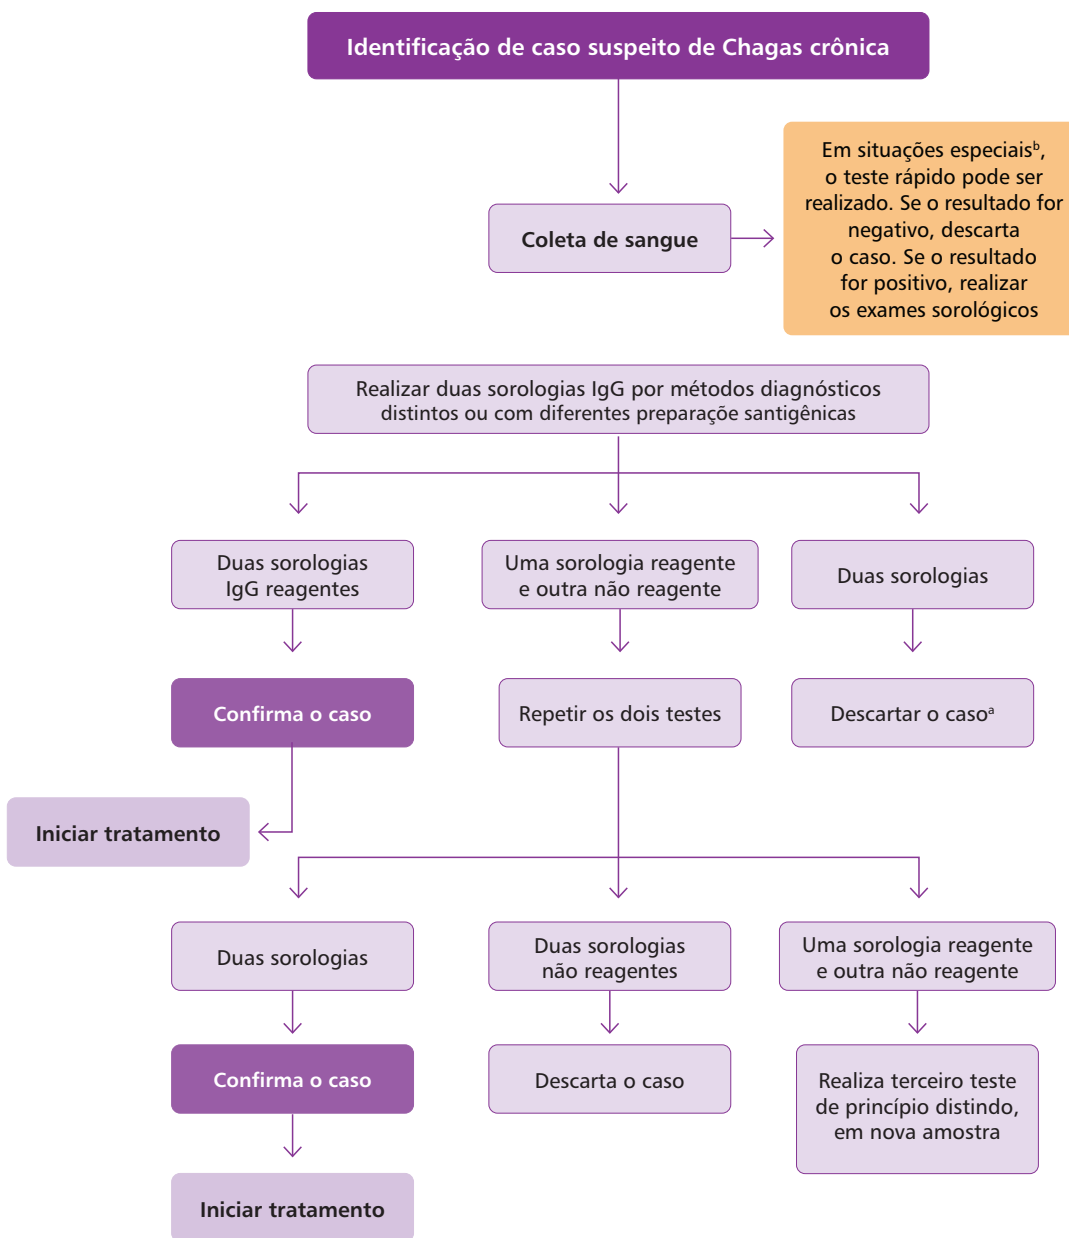 Identificação de caso suspeito de Chagas crônica
Em situações especiaisᵇ,
o teste rápido pode ser
realizado. Se o resultado for
negativo, descarta
o caso. Se o resultado
for positivo, realizar
os exames sorológicos
Coleta de sangue
Realizar duas sorologias IgG por métodos diagnósticos
distintos ou com diferentes preparaçõe santigênicas
Duas sorologias
IgG reagentes
Uma sorologia reagente
e outra não reagente
Duas sorologias
Confirma o caso
Repetir os dois testes
Descartar o casoᵃ
Iniciar tratamento
Duas sorologias
Duas sorologias
não reagentes
Uma sorologia reagente
e outra não reagente
Confirma o caso
Descarta o caso
Realiza terceiro teste
de princípio distindo,
em nova amostra
Iniciar tratamento